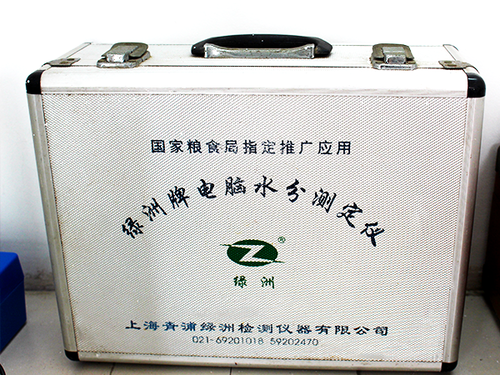 国家粮食局指定推广应用
绿洲牌电脑水分测定仪
Z ®
绿洲
上海青浦绿洲检测仪器有限公司
021-69201018 59202470